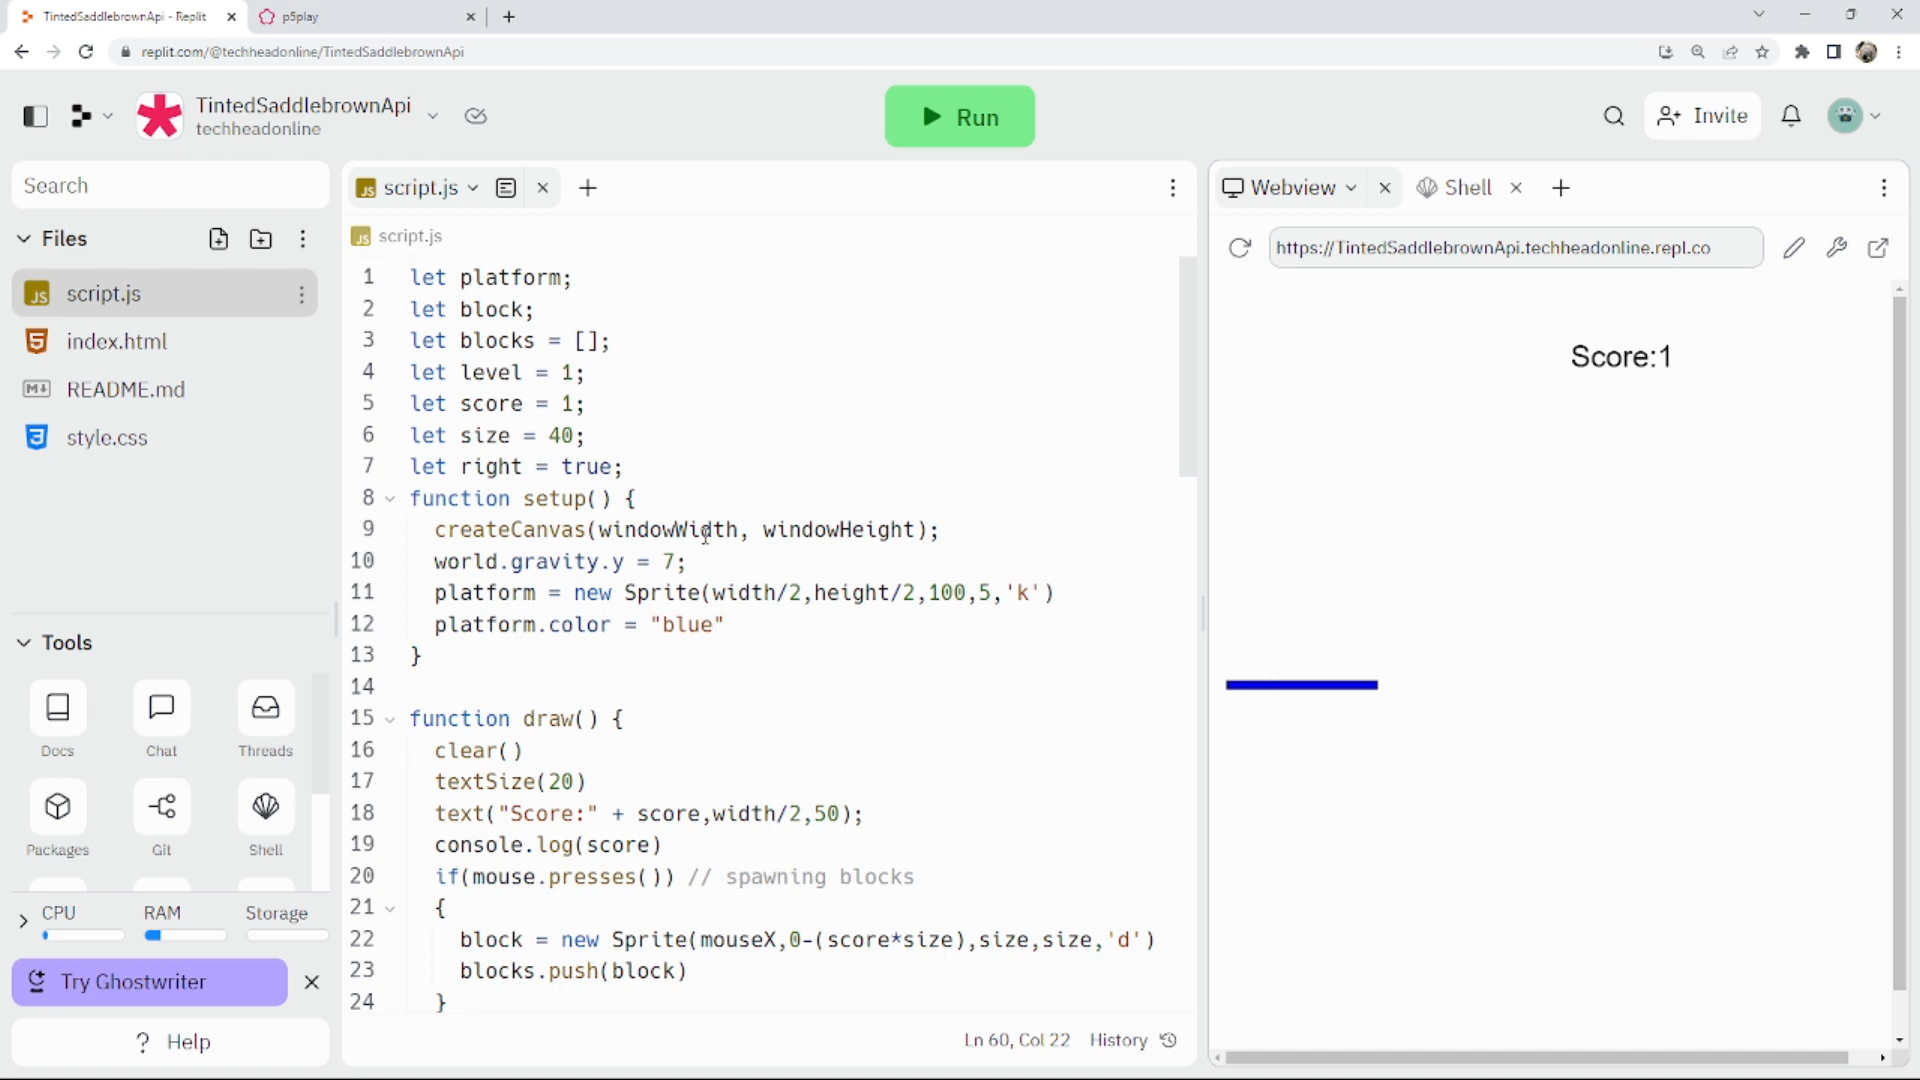 TintedSaddlebrownApi - Replit
p5play
replit.com/@techheadonline/TintedSaddlebrownApi
TintedSaddlebrownApi
techheadonline
Run
Invite
Search
Files
script.js
index.html
README.md
style.css
Tools
Docs
Chat
Threads
Packages
Git
Shell
CPU
RAM
Storage
Try Ghostwriter
? Help
JS script.js
JS script.js
1 let platform;
2 let block;
3 let blocks = [];
4 let level = 1;
5 let score = 1;
6 let size = 40;
7 let right = true;
8 function setup() {
9 createCanvas(windowWidth, windowHeight);
10 world.gravity.y = 7;
11 platform = new Sprite(width/2,height/2,100,5,'k')
12 platform.color = "blue"
13 }
14
15 function draw() {
16 clear()
17 textSize(20)
18 text("Score:" + score,width/2,50);
19 console.log(score)
20 if(mouse.presses()) // spawning blocks
21 {
22 block = new Sprite(mouseX,0-(score*size),size,size,'d')
23 blocks.push(block)
24 }
Ln 60, Col 22 History
Webview
Shell
https://TintedSaddlebrownApi.techheadonline.repl.co
Score:1